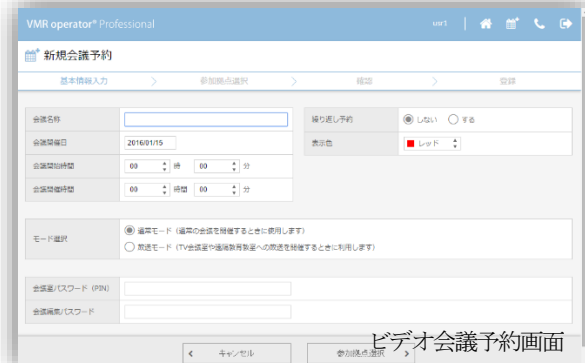 VMR operator® Professional
usr1
新規会議予約
基本情報入力 > 参加拠点選択 > 確認 > 登録
会議名称
会議開催日 2016/01/15
会議開始時間 00 時 00 分
会議開催時間 00 時間 00 分
繰り返し予約 しない する
表示色 レッド
モード選択
通常モード（通常の会議を開催するときに使用します）
放送モード（TV会議室や遠隔教育教室への放送を開催するときに利用します）
会議室パスワード（PIN）
会議編集パスワード
< キャンセル
参加拠点選択 >
ビデオ会議予約画面